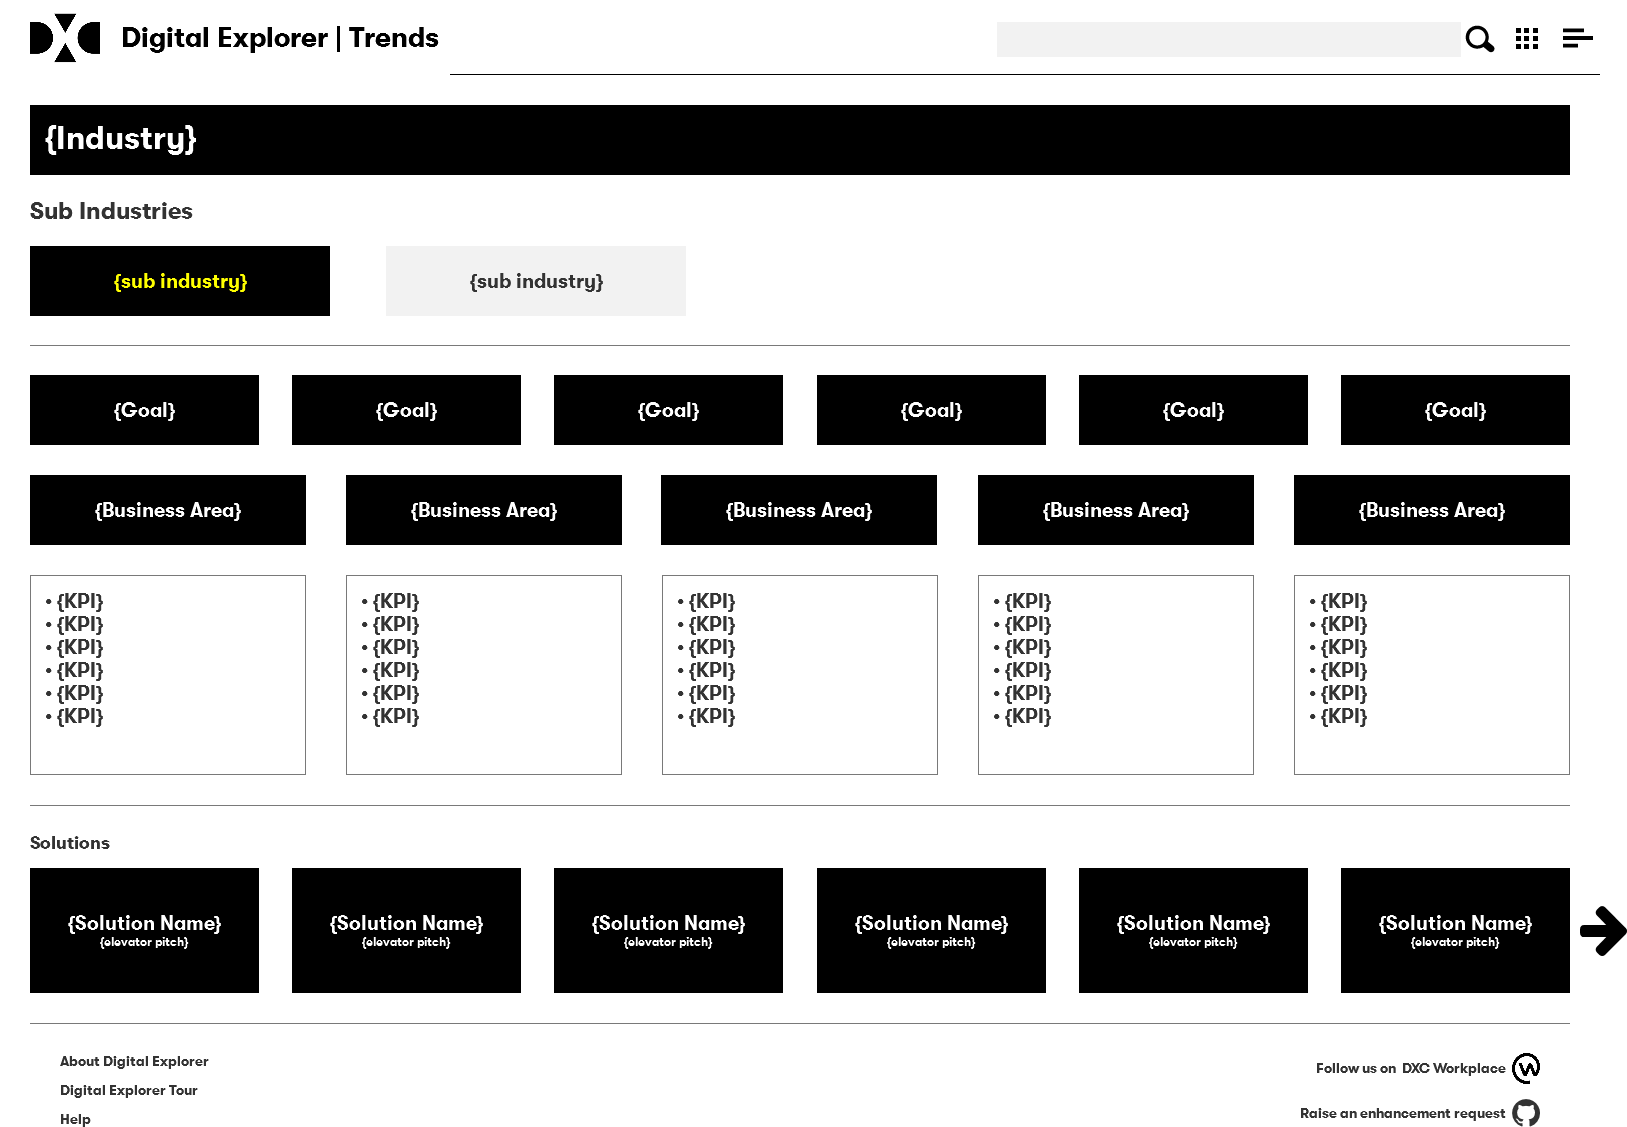 DXC Digital Explorer | Trends
{Industry}
Sub Industries
{sub industry} {sub industry}
{Goal} {Goal} {Goal} {Goal} {Goal} {Goal}
{Business Area} {Business Area} {Business Area} {Business Area} {Business Area}
• {KPI} • {KPI} • {KPI} • {KPI} • {KPI}
• {KPI} • {KPI} • {KPI} • {KPI} • {KPI}
• {KPI} • {KPI} • {KPI} • {KPI} • {KPI}
• {KPI} • {KPI} • {KPI} • {KPI} • {KPI}
• {KPI} • {KPI} • {KPI} • {KPI} • {KPI}
• {KPI} • {KPI} • {KPI} • {KPI} • {KPI}
Solutions
{Solution Name} {Solution Name} {Solution Name} {Solution Name} {Solution Name} {Solution Name}
{elevator pitch} {elevator pitch} {elevator pitch} {elevator pitch} {elevator pitch} {elevator pitch}
About Digital Explorer
Digital Explorer Tour
Help
Follow us on DXC Workplace
Raise an enhancement request